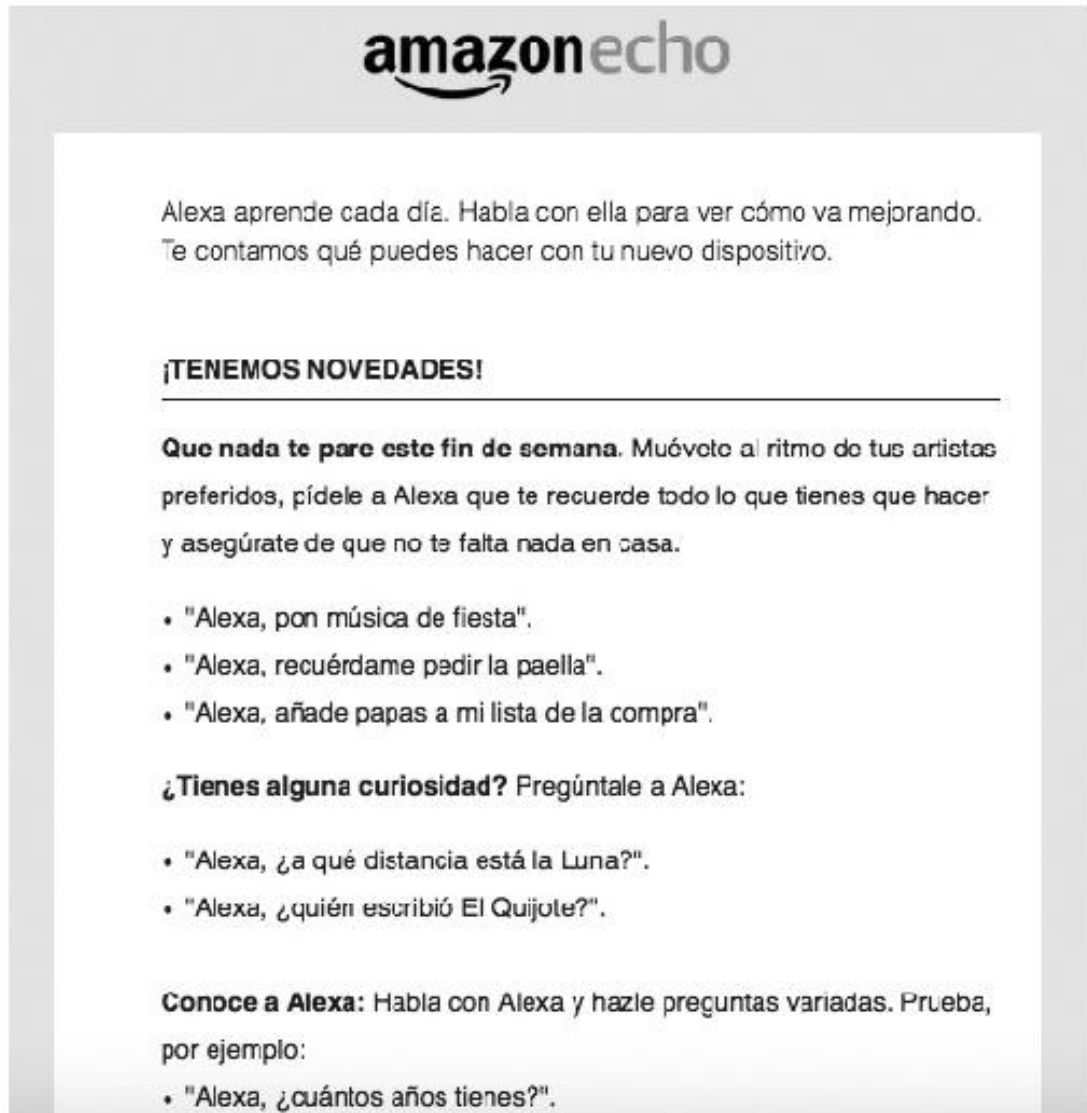 amazon echo
Alexa aprende cada día. Habla con ella para ver cómo va mejorando.
Te contamos qué puedes hacer con tu nuevo dispositivo.
¡TENEMOS NOVEDADES!
Que nada te pare este fin de semana. Muévete al ritmo de tus artistas
preferidos, pídele a Alexa que te recuerde todo lo que tienes que hacer
y asegúrate de que no te falta nada en casa.
• "Alexa, pon música de fiesta".
• "Alexa, recuérdame pedir la paella".
• "Alexa, añade papas a mi lista de la compra".
¿Tienes alguna curiosidad? Pregúntale a Alexa:
• "Alexa, ¿a qué distancia está la Luna?".
• "Alexa, ¿quién escribió El Quijote?".
Conoce a Alexa: Habla con Alexa y hazle preguntas variadas. Prueba,
por ejemplo:
• "Alexa, ¿cuántos años tienes?".